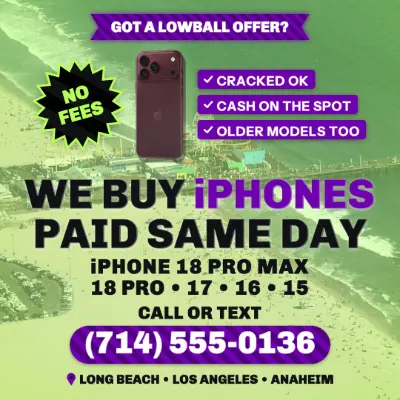 GOT A LOWBALL OFFER?
NO FEES
✓ CRACKED OK
✓ CASH ON THE SPOT
✓ OLDER MODELS TOO
WE BUY iPHONES
PAID SAME DAY
iPHONE 18 PRO MAX
18 PRO • 17 • 16 • 15
CALL OR TEXT
(714) 555-0136
LONG BEACH • LOS ANGELES • ANAHEIM